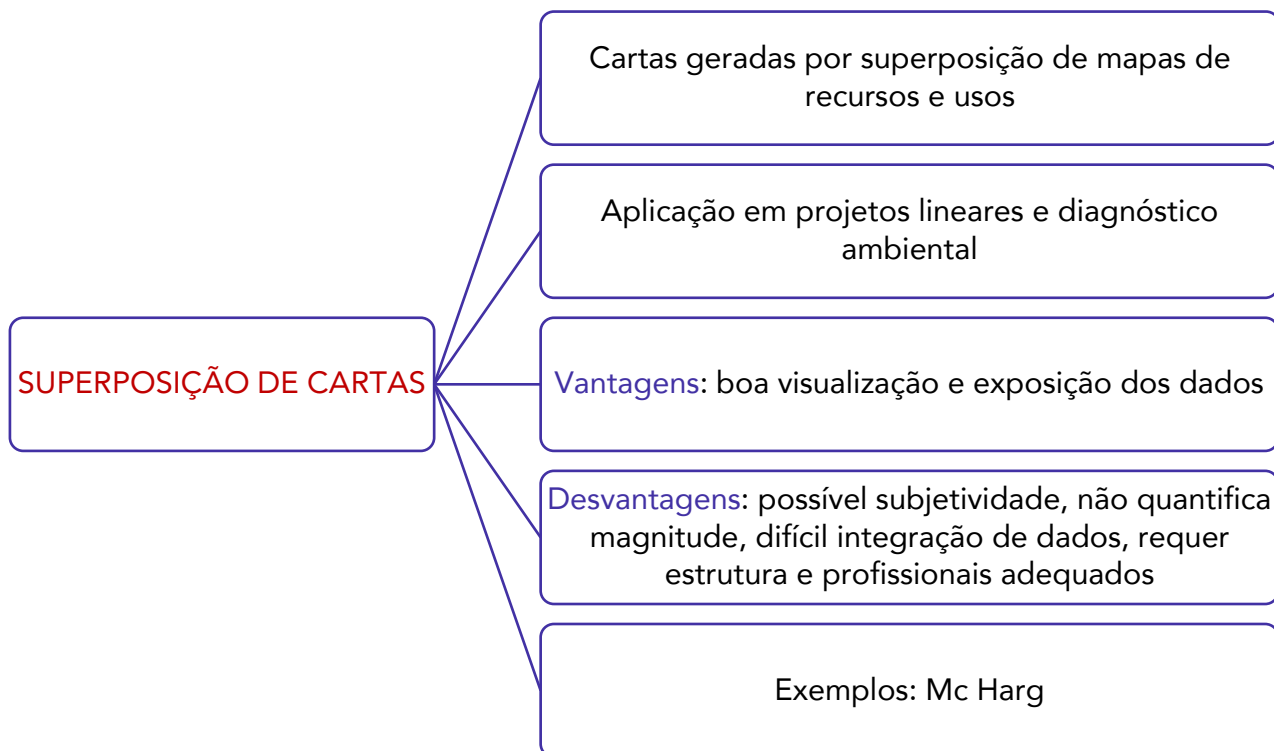 Cartas geradas por superposição de mapas de
recursos e usos
Aplicação em projetos lineares e diagnóstico
ambiental
SUPERPOSIÇÃO DE CARTAS
Vantagens: boa visualização e exposição dos dados
Desvantagens: possível subjetividade, não quantifica
magnitude, difícil integração de dados, requer
estrutura e profissionais adequados
Exemplos: Mc Harg